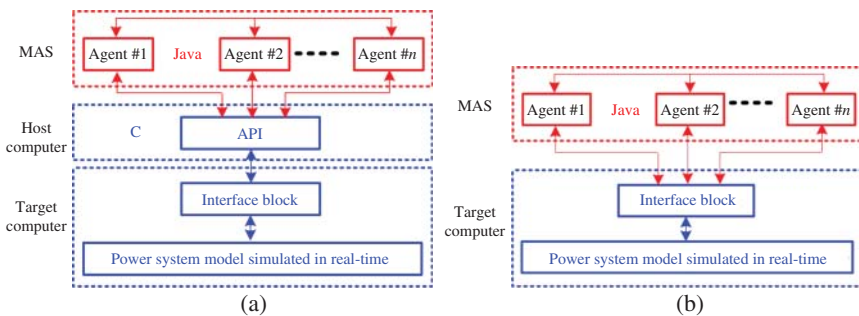 MAS
Agent #1
Java
Agent #2
Agent #n
Host
computer
C
API
Target
computer
Interface block
Power system model simulated in real-time
(a)
MAS
Agent #1
Java
Agent #2
Agent #n
Target
computer
Interface block
Power system model simulated in real-time
(b)